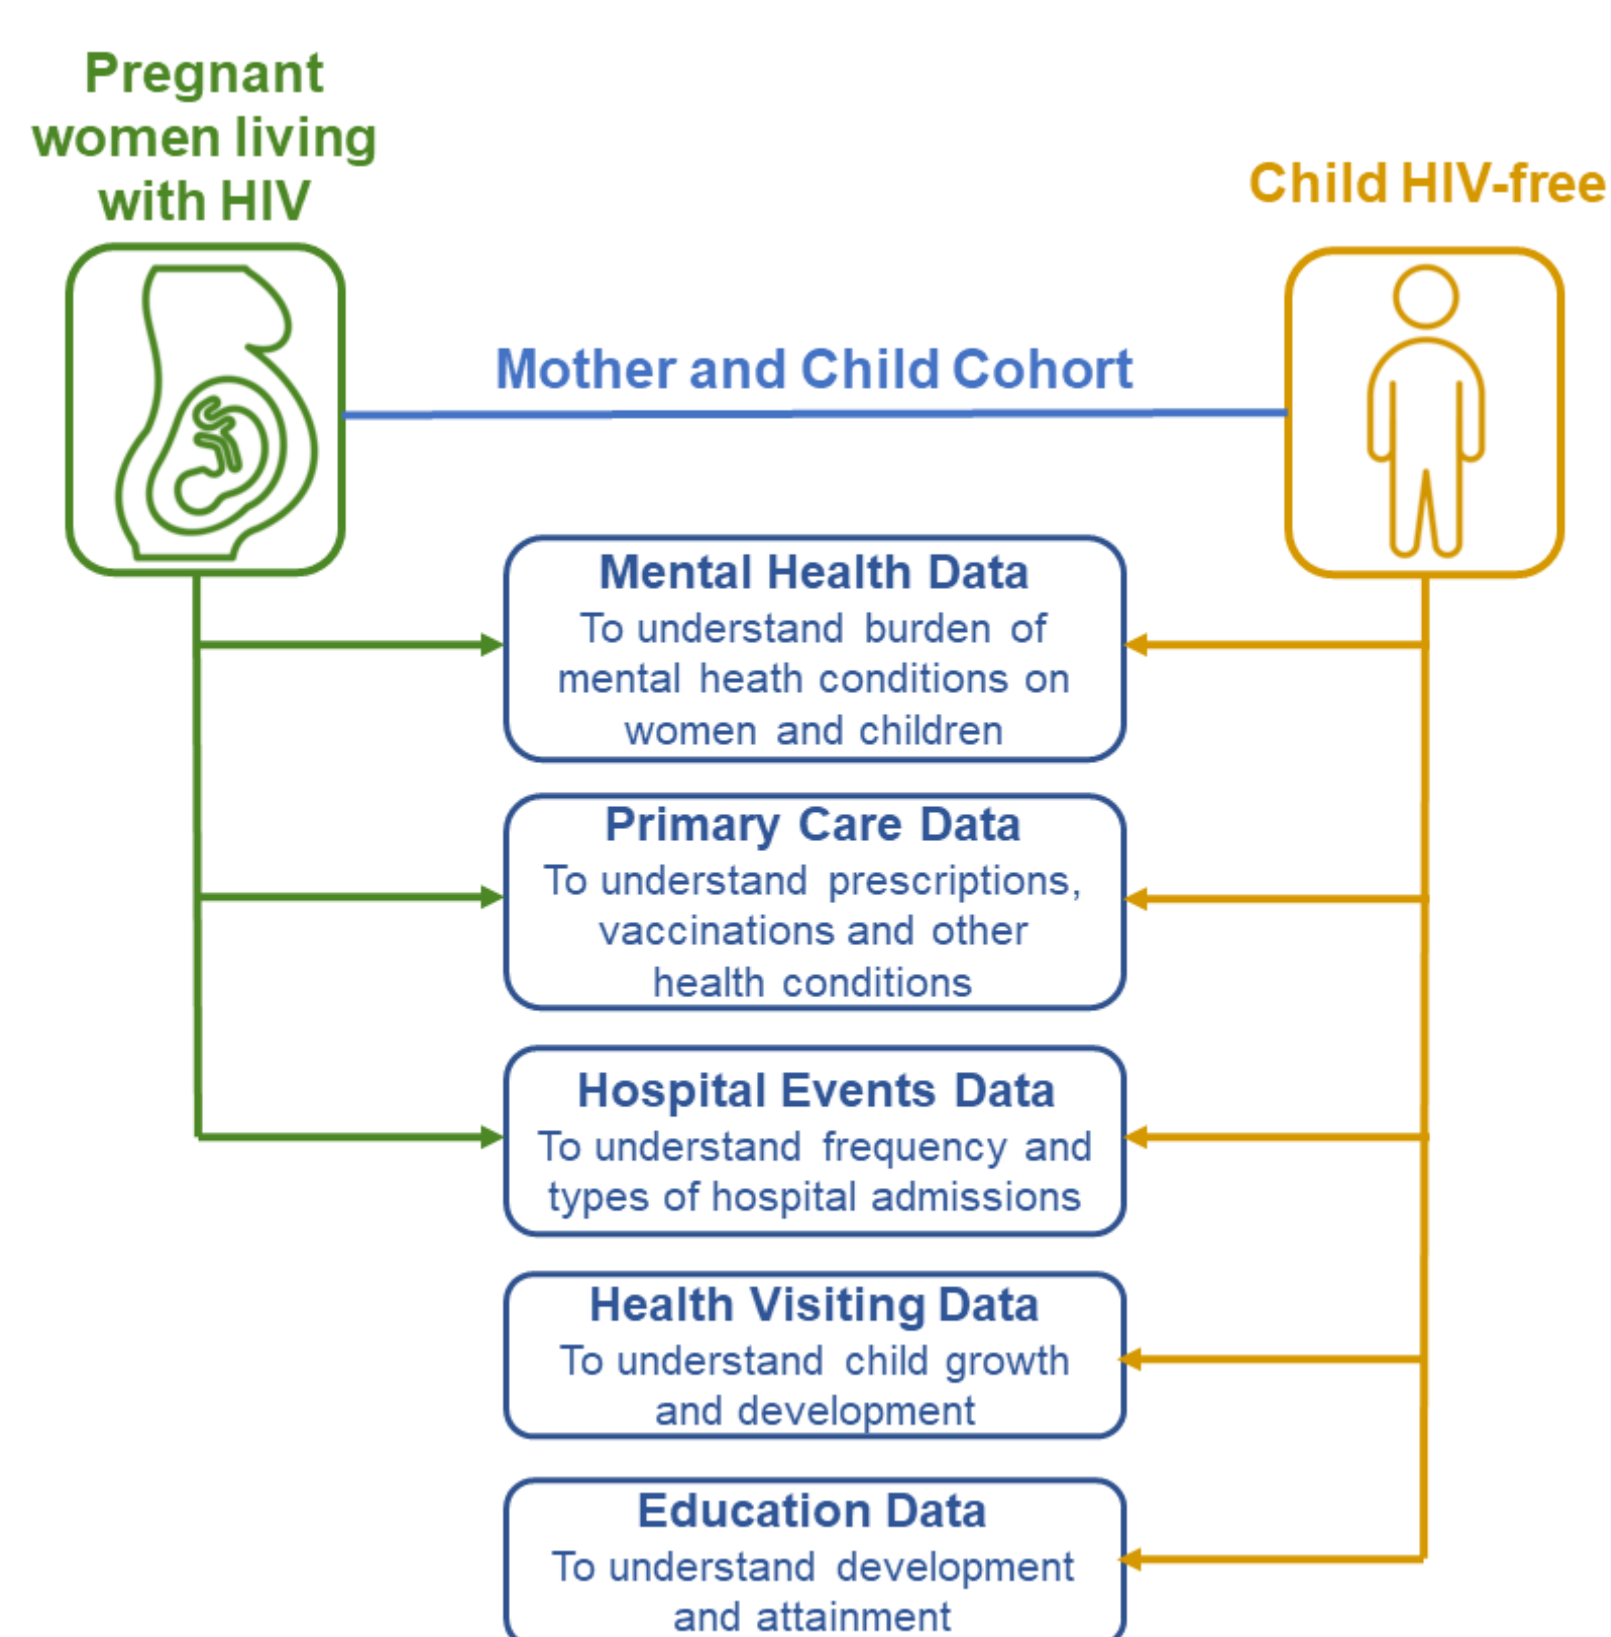 Pregnant
women living
with HIV
Child HIV-free
Mother and Child Cohort
Mental Health Data
To understand burden of
mental heath conditions on
women and children
Primary Care Data
To understand prescriptions,
vaccinations and other
health conditions
Hospital Events Data
To understand frequency and
types of hospital admissions
Health Visiting Data
To understand child growth
and development
Education Data
To understand development
and attainment